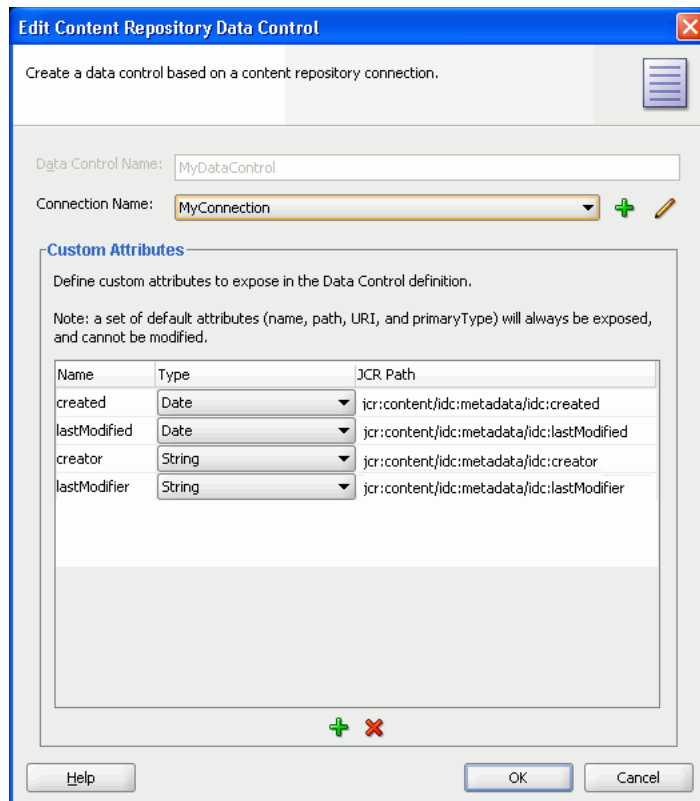 Edit Content Repository Data Control
Create a data control based on a content repository connection.
Data Control Name: MyDataControl
Connection Name: MyConnection
Custom Attributes
Define custom attributes to expose in the Data Control definition.
Note: a set of default attributes (name, path, URI, and primaryType) will always be exposed,
and cannot be modified.
Name Type JCR Path
created Date jcr:content/idc:metadata/idc:created
lastModified Date jcr:content/idc:metadata/idc:lastModified
creator String jcr:content/idc:metadata/idc:creator
lastModifier String jcr:content/idc:metadata/idc:lastModifier
Help OK Cancel